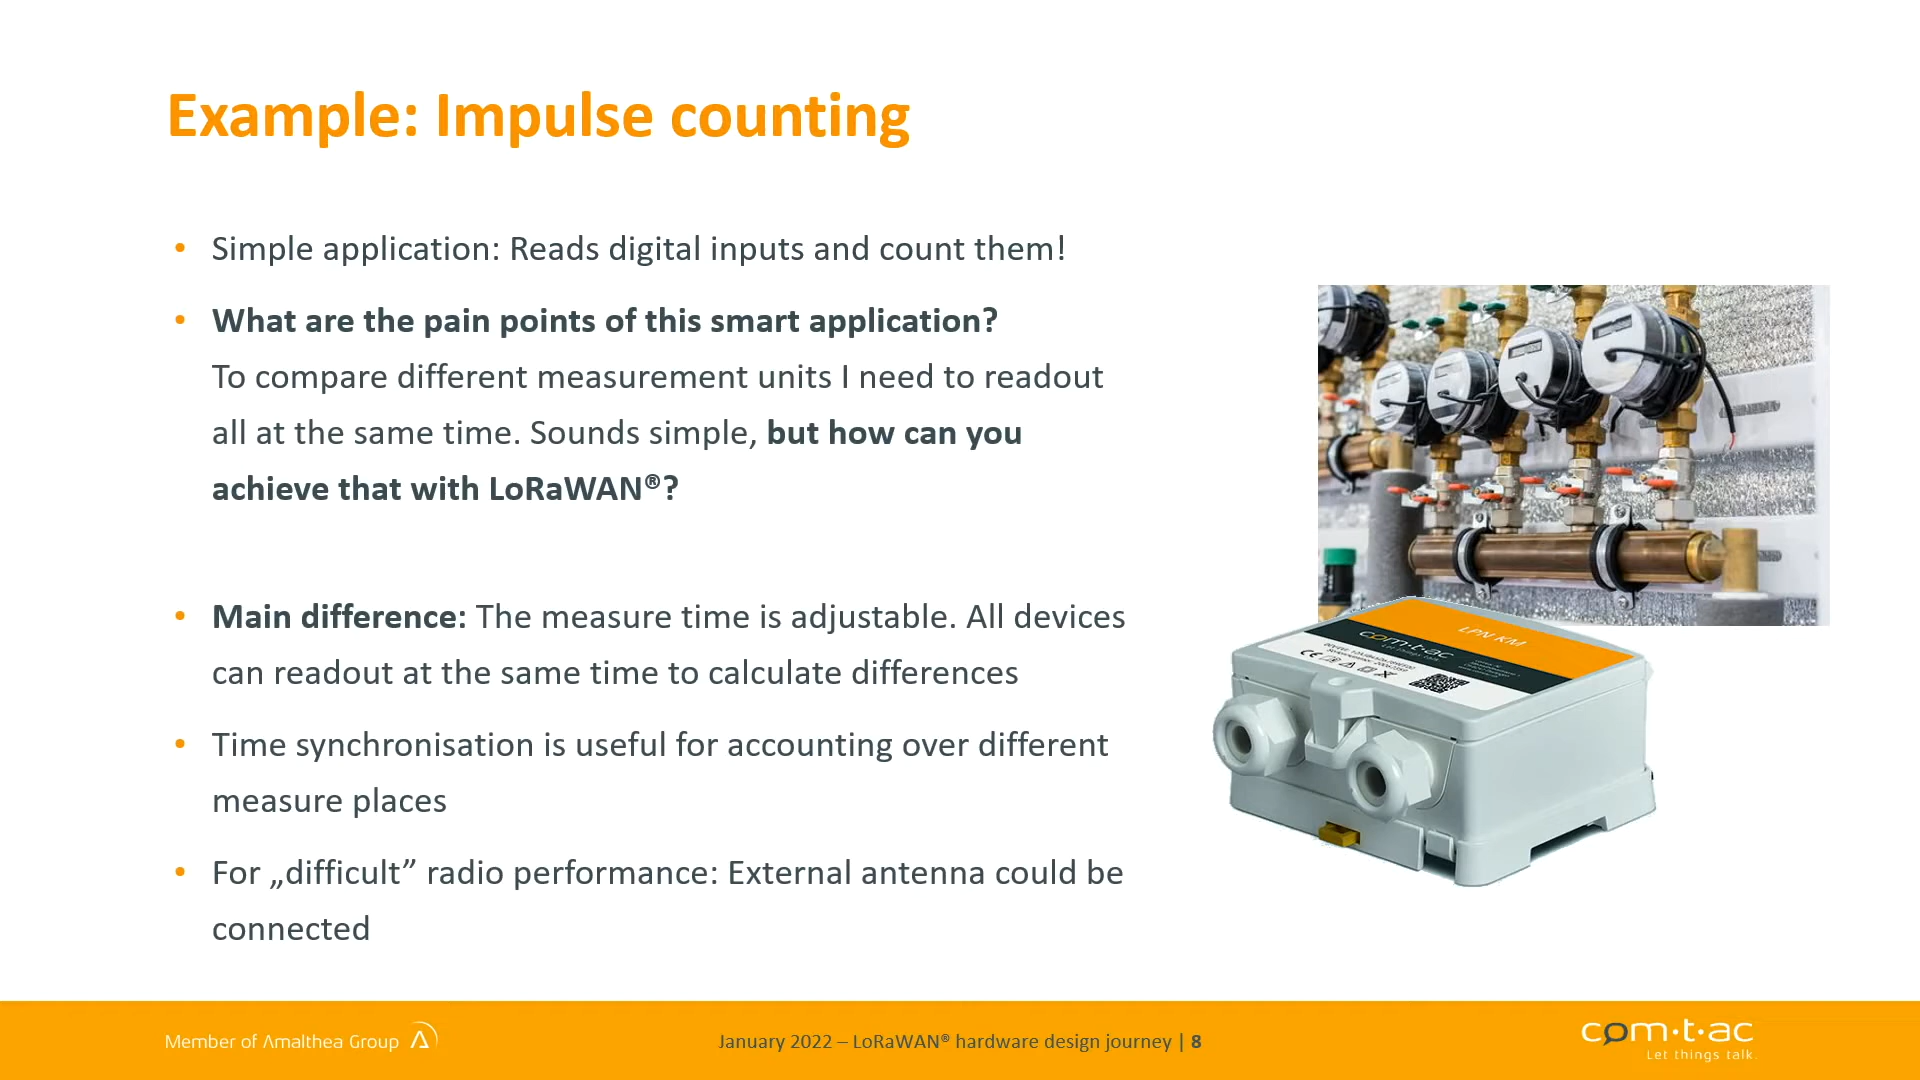 Example: Impulse counting
• Simple application: Reads digital inputs and count them!
• What are the pain points of this smart application?
To compare different measurement units I need to readout
all at the same time. Sounds simple, but how can you
achieve that with LoRaWAN®?
• Main difference: The measure time is adjustable. All devices
can readout at the same time to calculate differences
• Time synchronisation is useful for accounting over different
measure places
• For „difficult” radio performance: External antenna could be
connected
LPN KM
com·t·ac
Let things talk.
CE
Member of Amalthea Group
January 2022 – LoRaWAN® hardware design journey | 8
com·t·ac
Let things talk.